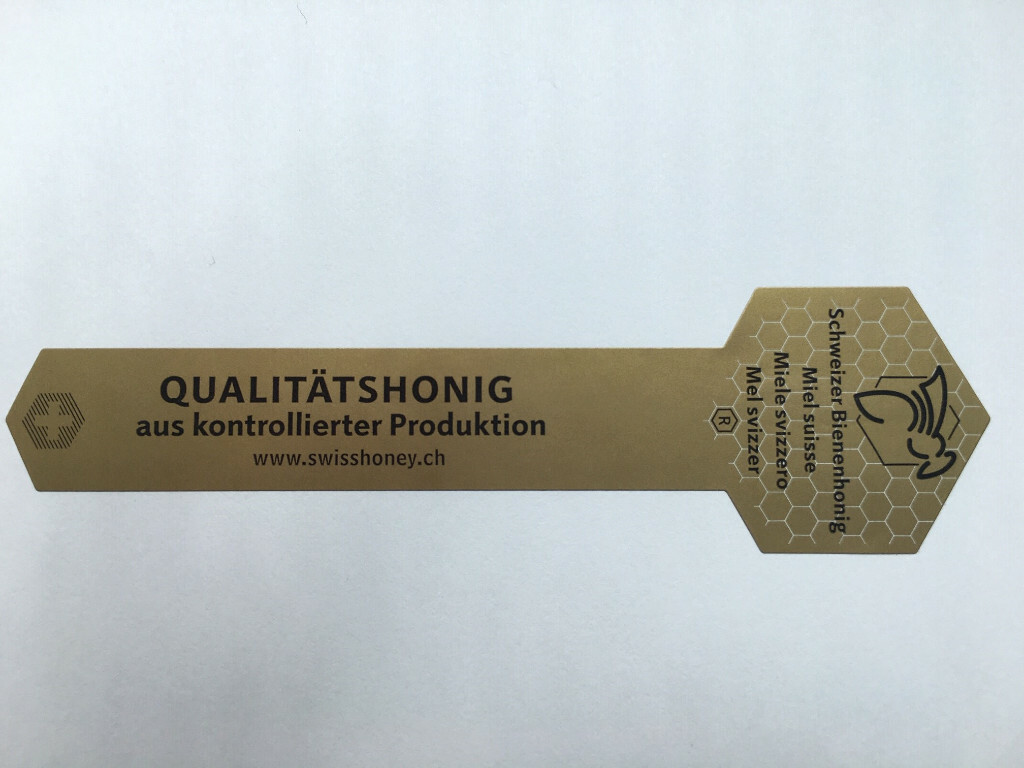 QUALITÄTSHONIG
aus kontrollierter Produktion
www.swisshoney.ch
Schweizer Bienenhonig
Miel suisse
Miele svizzero
Mel svizzer
R